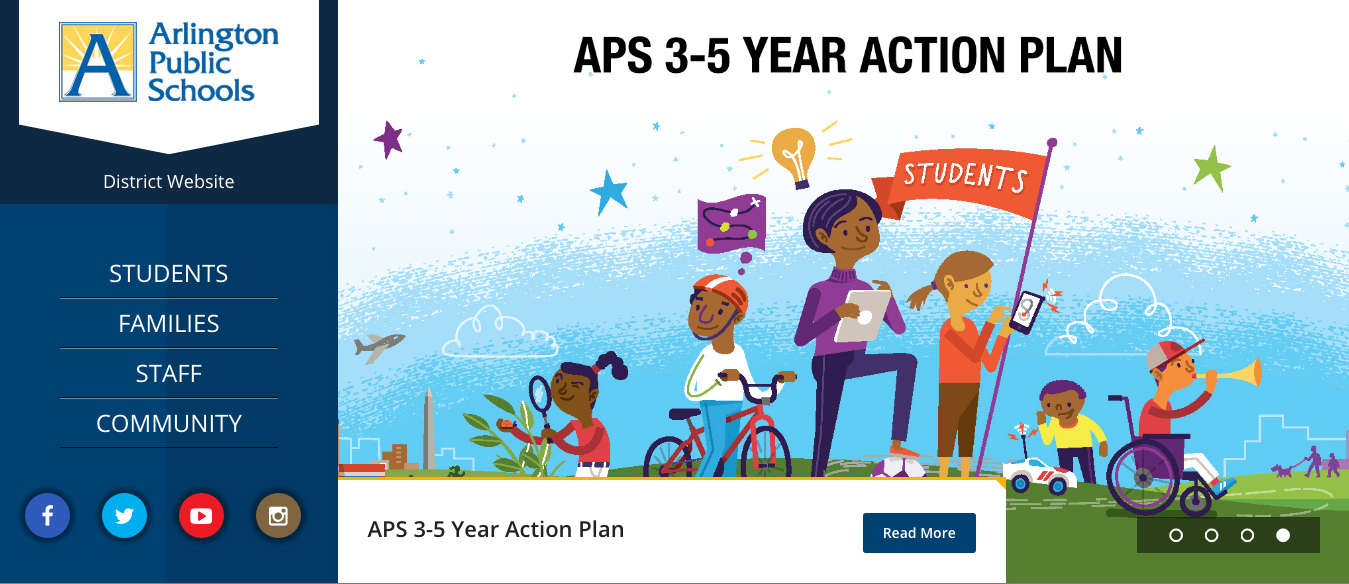 Arlington
Public
Schools
District Website
STUDENTS
FAMILIES
STAFF
COMMUNITY
APS 3-5 YEAR ACTION PLAN
STUDENTS
APS 3-5 Year Action Plan
Read More